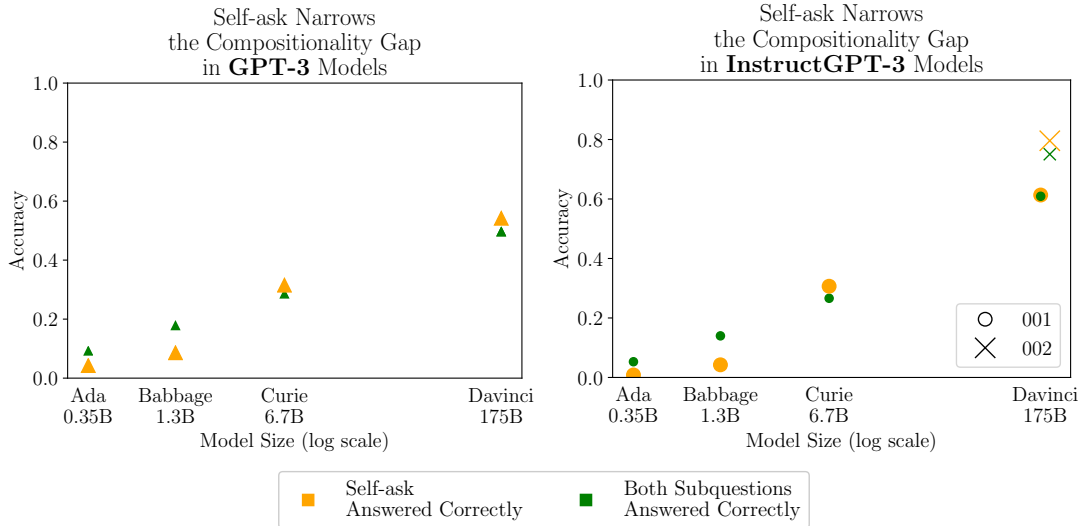 Self-ask Narrows
the Compositionality Gap
in GPT-3 Models
Accuracy
1.0
0.8
0.6
0.4
0.2
0.0
Ada
0.35B
Babbage
1.3B
Curie
6.7B
Davinci
175B
Model Size (log scale)
Self-ask Narrows
the Compositionality Gap
in InstructGPT-3 Models
Accuracy
1.0
0.8
0.6
0.4
0.2
0.0
001
002
Ada
0.35B
Babbage
1.3B
Curie
6.7B
Davinci
175B
Model Size (log scale)
Self-ask
Answered Correctly
Both Subquestions
Answered Correctly